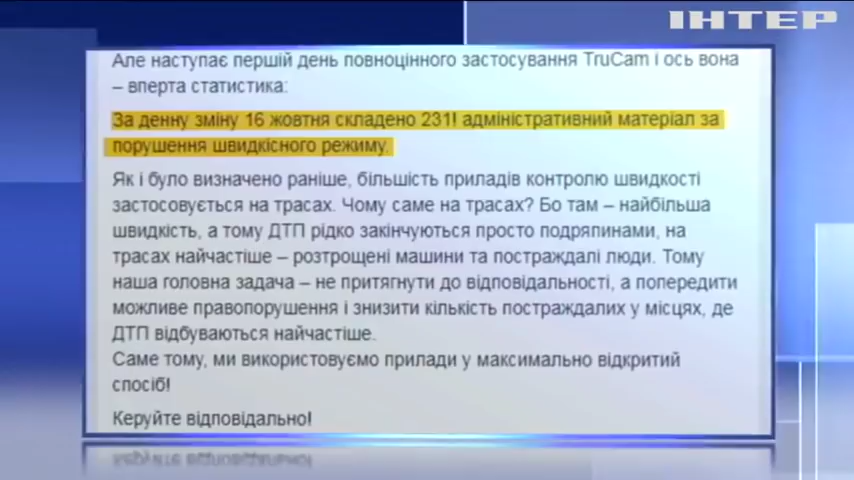 ІНТЕР
Але наступає перший день повноцінного застосування TruCam і ось вона
– вперта статистика:
За денну зміну 16 жовтня складено 231! адміністративний матеріал за
порушення швидкісного режиму.
Як і було визначено раніше, більшість приладів контролю швидкості
застосовується на трасах. Чому саме на трасах? Бо там – найбільша
швидкість, а тому ДТП рідко закінчуються просто подряпинами, на
трасах найчастіше – розтрощені машини та постраждалі люди. Тому
наша головна задача – не притягнути до відповідальності, а попередити
можливе правопорушення і знизити кількість постраждалих у місцях, де
ДТП відбуваються найчастіше.
Саме тому, ми використовуємо прилади у максимально відкритий
спосіб!
Керуйте відповідально!